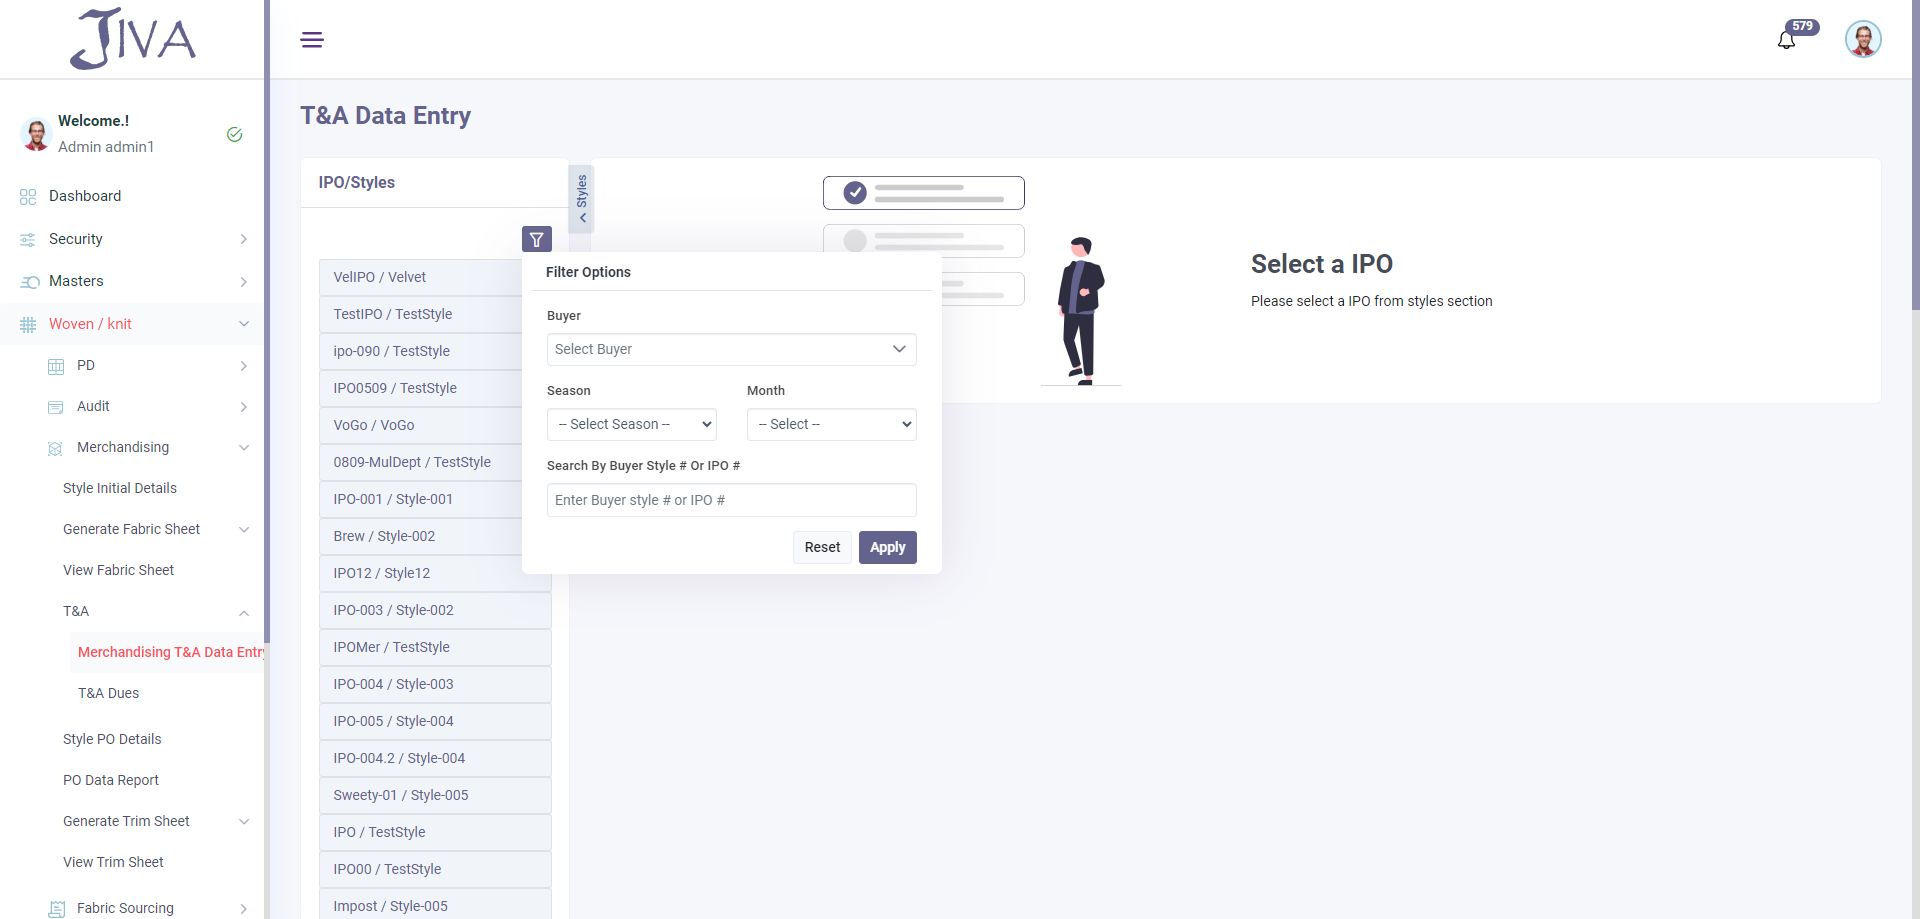 JIVA
579
Welcome.!
Admin admin1
Dashboard
Security
Masters
Woven / knit
PD
Audit
Merchandising
Style Initial Details
Generate Fabric Sheet
View Fabric Sheet
T&A
Merchandising T&A Data Entry
T&A Dues
Style PO Details
PO Data Report
Generate Trim Sheet
View Trim Sheet
Fabric Sourcing
T&A Data Entry
IPO/Styles
Styles
VelIPO / Velvet
TestIPO / TestStyle
ipo-090 / TestStyle
IPO0509 / TestStyle
VoGo / VoGo
0809-MulDept / TestStyle
IPO-001 / Style-001
Brew / Style-002
IPO12 / Style12
IPO-003 / Style-002
IPOMer / TestStyle
IPO-004 / Style-003
IPO-005 / Style-004
IPO-004.2 / Style-004
Sweety-01 / Style-005
IPO / TestStyle
IPO00 / TestStyle
Impost / Style-005
Filter Options
Buyer
Select Buyer
Season
Month
-- Select Season --
-- Select --
Search By Buyer Style # Or IPO #
Enter Buyer style # or IPO #
Reset
Apply
Select a IPO
Please select a IPO from styles section